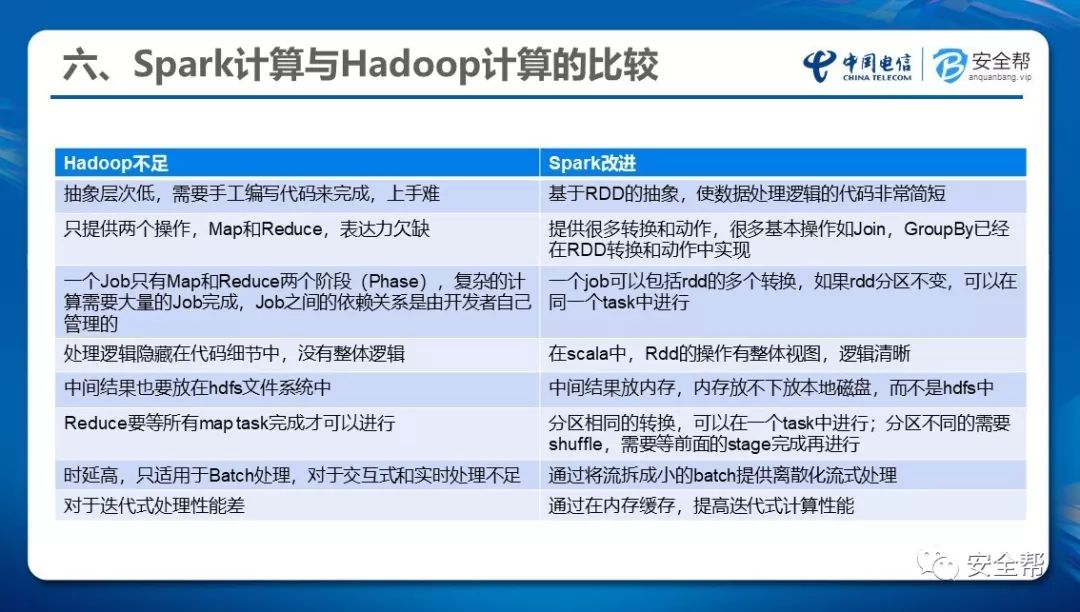 六、Spark计算与Hadoop计算的比较
中国电信
CHINA TELECOM
安全帮
anquanbang.vip
Hadoop不足
Spark改进
抽象层次低，需要手工编写代码来完成，上手难
基于RDD的抽象，使数据处理逻辑的代码非常简短
只提供两个操作，Map和Reduce，表达力欠缺
提供很多转换和动作，很多基本操作如Join，GroupBy已经
在RDD转换和动作中实现
一个Job只有Map和Reduce两个阶段（Phase），复杂的计
算需要大量的Job完成，Job之间的依赖关系是由开发者自己
管理的
一个job可以包括rdd的多个转换，如果rdd分区不变，可以在
同一个task中进行
处理逻辑隐藏在代码细节中，没有整体逻辑
在scala中，Rdd的操作有整体视图，逻辑清晰
中间结果也要放在hdfs文件系统中
中间结果放内存，内存放不下放本地磁盘，而不是hdfs中
Reduce要等所有map task完成才可以进行
分区相同的转换，可以在一个task中进行；分区不同的需要
shuffle，需要等前面的stage完成再进行
时延高，只适用于Batch处理，对于交互式和实时处理不足
通过将流拆成小的batch提供离散化流式处理
对于迭代式处理性能差
通过在内存缓存，提高迭代式计算性能
安全帮